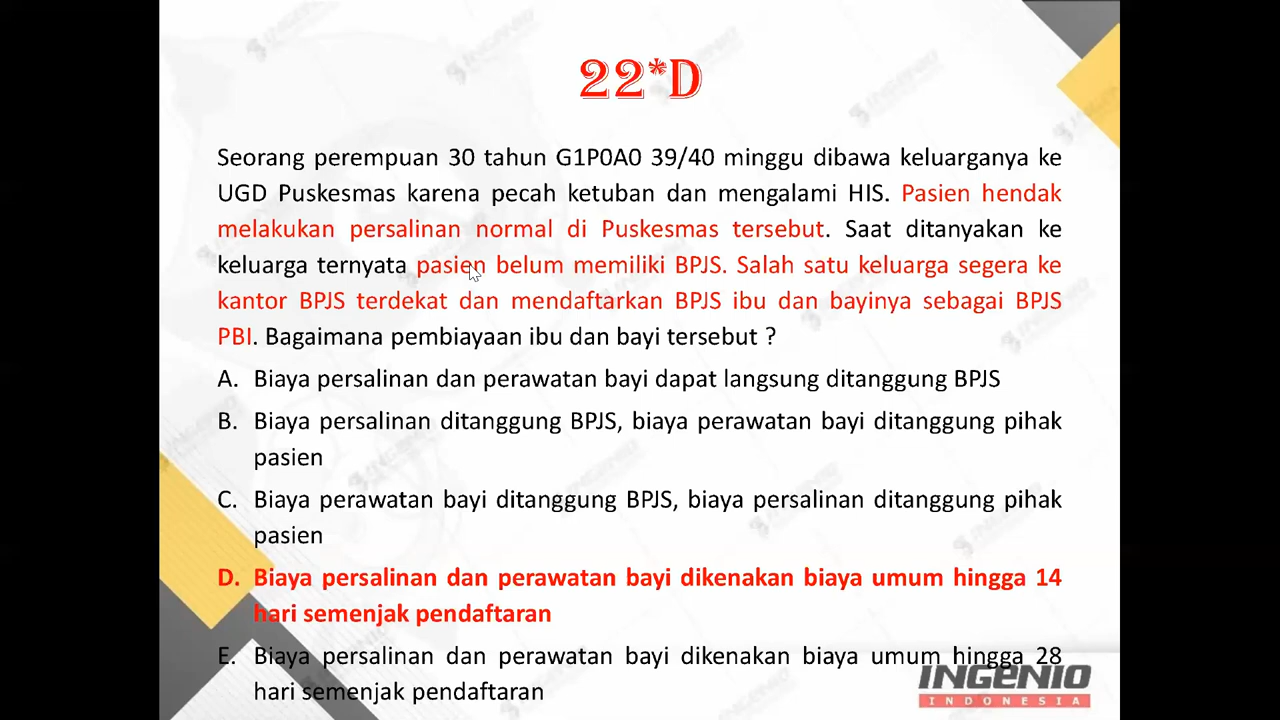 22*D
Seorang perempuan 30 tahun G1P0A0 39/40 minggu dibawa keluarganya ke
UGD Puskesmas karena pecah ketuban dan mengalami HIS. Pasien hendak
melakukan persalinan normal di Puskesmas tersebut. Saat ditanyakan ke
keluarga ternyata pasien belum memiliki BPJS. Salah satu keluarga segera ke
kantor BPJS terdekat dan mendaftarkan BPJS ibu dan bayinya sebagai BPJS
PBI. Bagaimana pembiayaan ibu dan bayi tersebut ?
A. Biaya persalinan dan perawatan bayi dapat langsung ditanggung BPJS
B. Biaya persalinan ditanggung BPJS, biaya perawatan bayi ditanggung pihak
pasien
C. Biaya perawatan bayi ditanggung BPJS, biaya persalinan ditanggung pihak
pasien
D. Biaya persalinan dan perawatan bayi dikenakan biaya umum hingga 14
hari semenjak pendaftaran
E. Biaya persalinan dan perawatan bayi dikenakan biaya umum hingga 28
hari semenjak pendaftaran
INGENIO
INDONESIA